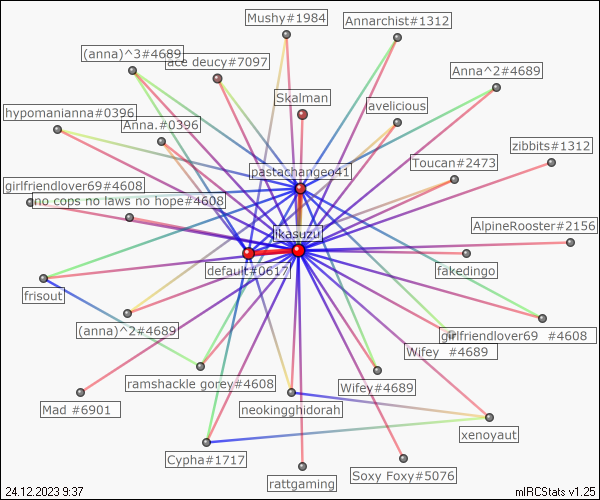 Mushy#1984
Annarchist#1312
(anna)^3#4689
ace deucy#7097
Anna^2#4689
Skalman
avelicious
hypomanianna#0396
Anna.#0396
zibbits#1312
Toucan#2473
pastachangeo41
girlfriendlover69#4608
no cops no laws no hope#4608
AlpineRooster#2156
jkasuzu
default#0617
fakedingo
frisout
(anna)^2#4689
girlfriendlover69 #4608
Wifey #4689
ramshackle gorey#4608
Wifey#4689
Mad #6901
neokingghidorah
xenoyaut
Cypha#1717
Soxy Foxy#5076
rattgaming
24.12.2023 9:37
mIRCStats v1.25